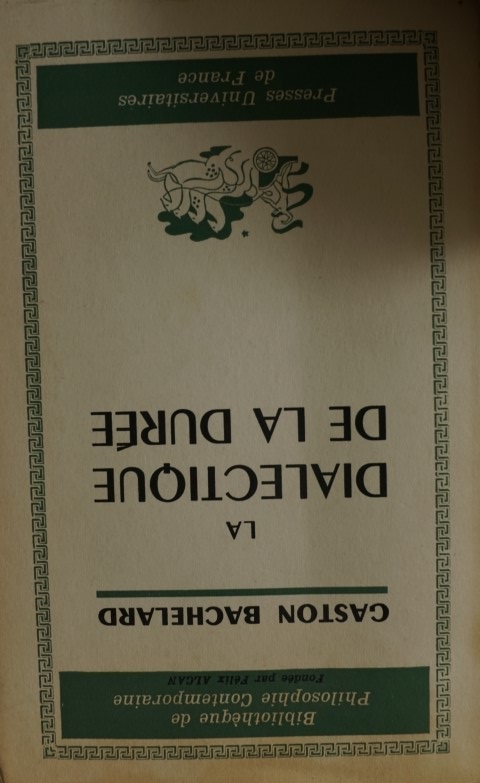 Bibliothèque de
Philosophie Contemporaine
Fondée par Félix ALCAN
GASTON BACHELARD
LA
DIALECTIQUE
DE LA DURÉE
Presses Universitaires
de France